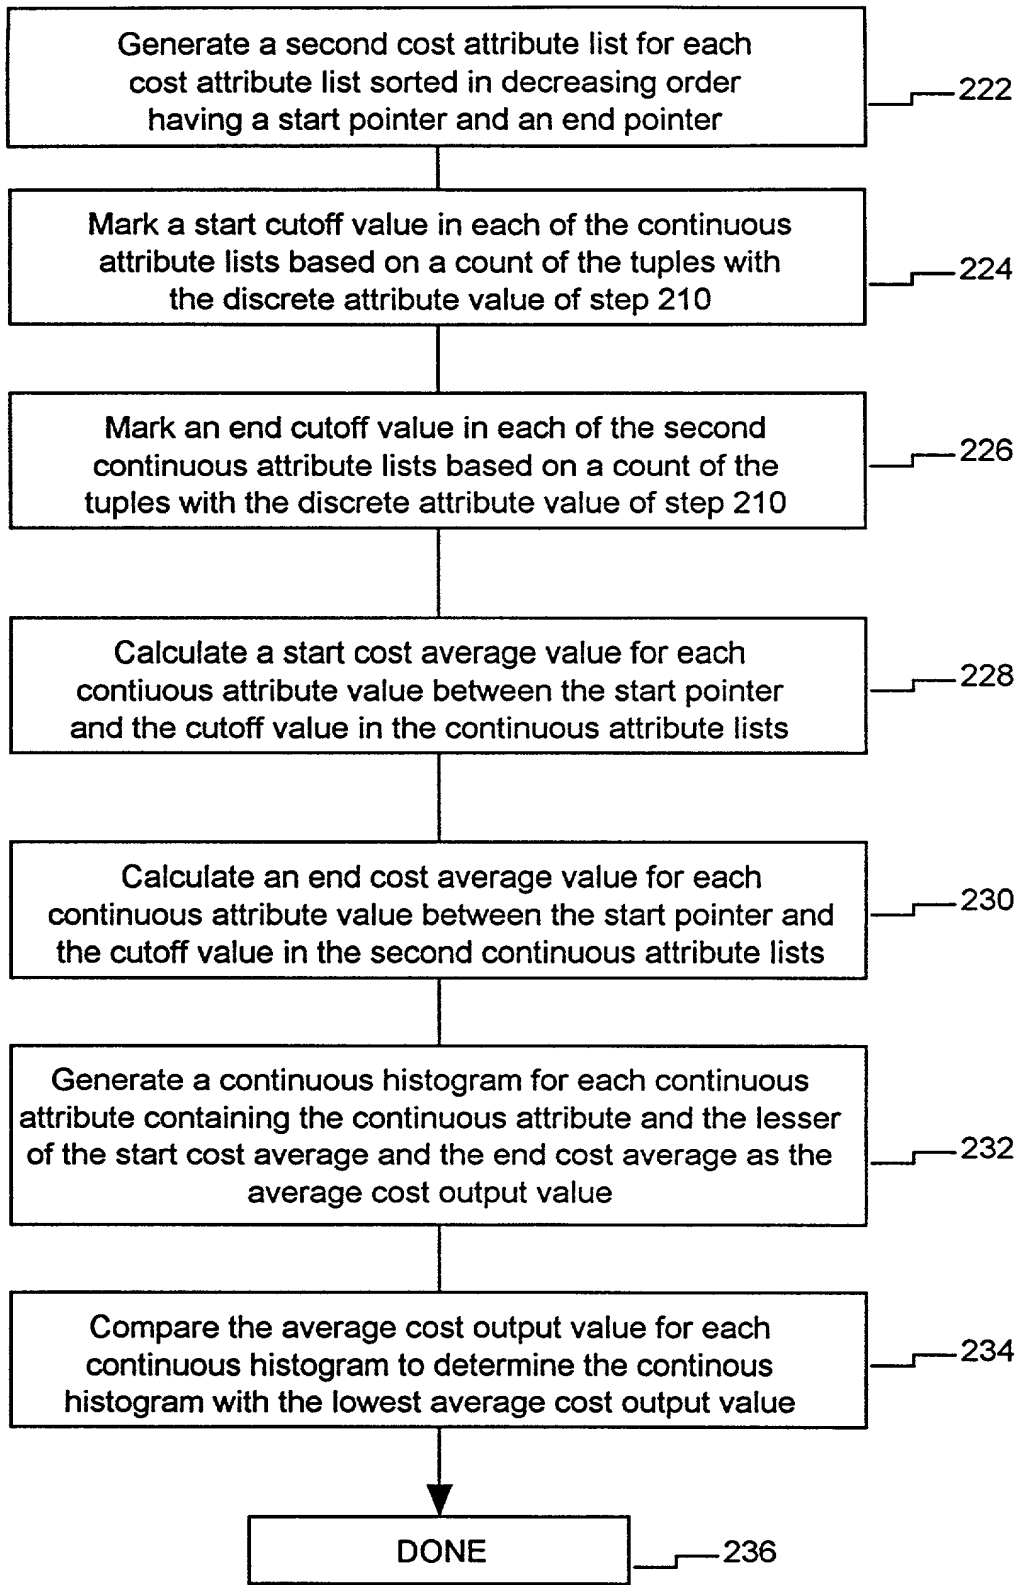 Generate a second cost attribute list for each
cost attribute list sorted in decreasing order
having a start pointer and an end pointer
222
Mark a start cutoff value in each of the continuous
attribute lists based on a count of the tuples with
the discrete attribute value of step 210
224
Mark an end cutoff value in each of the second
continuous attribute lists based on a count of the
tuples with the discrete attribute value of step 210
226
Calculate a start cost average value for each
contiuous attribute value between the start pointer
and the cutoff value in the continuous attribute lists
228
Calculate an end cost average value for each
continuous attribute value between the start pointer and
the cutoff value in the second continuous attribute lists
230
Generate a continuous histogram for each continuous
attribute containing the continuous attribute and the lesser
of the start cost average and the end cost average as the
average cost output value
232
Compare the average cost output value for each
continuous histogram to determine the continous
histogram with the lowest average cost output value
234
DONE
236